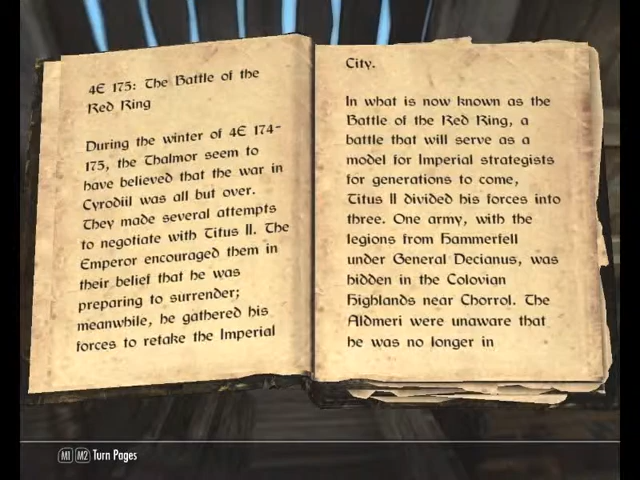 4E 175: The Battle of the
Red Ring
During the winter of 4E 174-
175, the Thalmor seem to
have believed that the war in
Cyrodiil was all but over.
They made several attempts
to negotiate with Titus II. The
Emperor encouraged them in
their belief that he was
preparing to surrender;
meanwhile, he gathered his
forces to retake the Imperial
City.
In what is now known as the
Battle of the Red Ring, a
battle that will serve as a
model for Imperial strategists
for generations to come,
Titus II divided his forces into
three. One army, with the
legions from Hammerfell
under General Decianus, was
hidden in the Colovian
Highlands near Chorrol. The
Aldmeri were unaware that
he was no longer in
M1 M2 Turn Pages